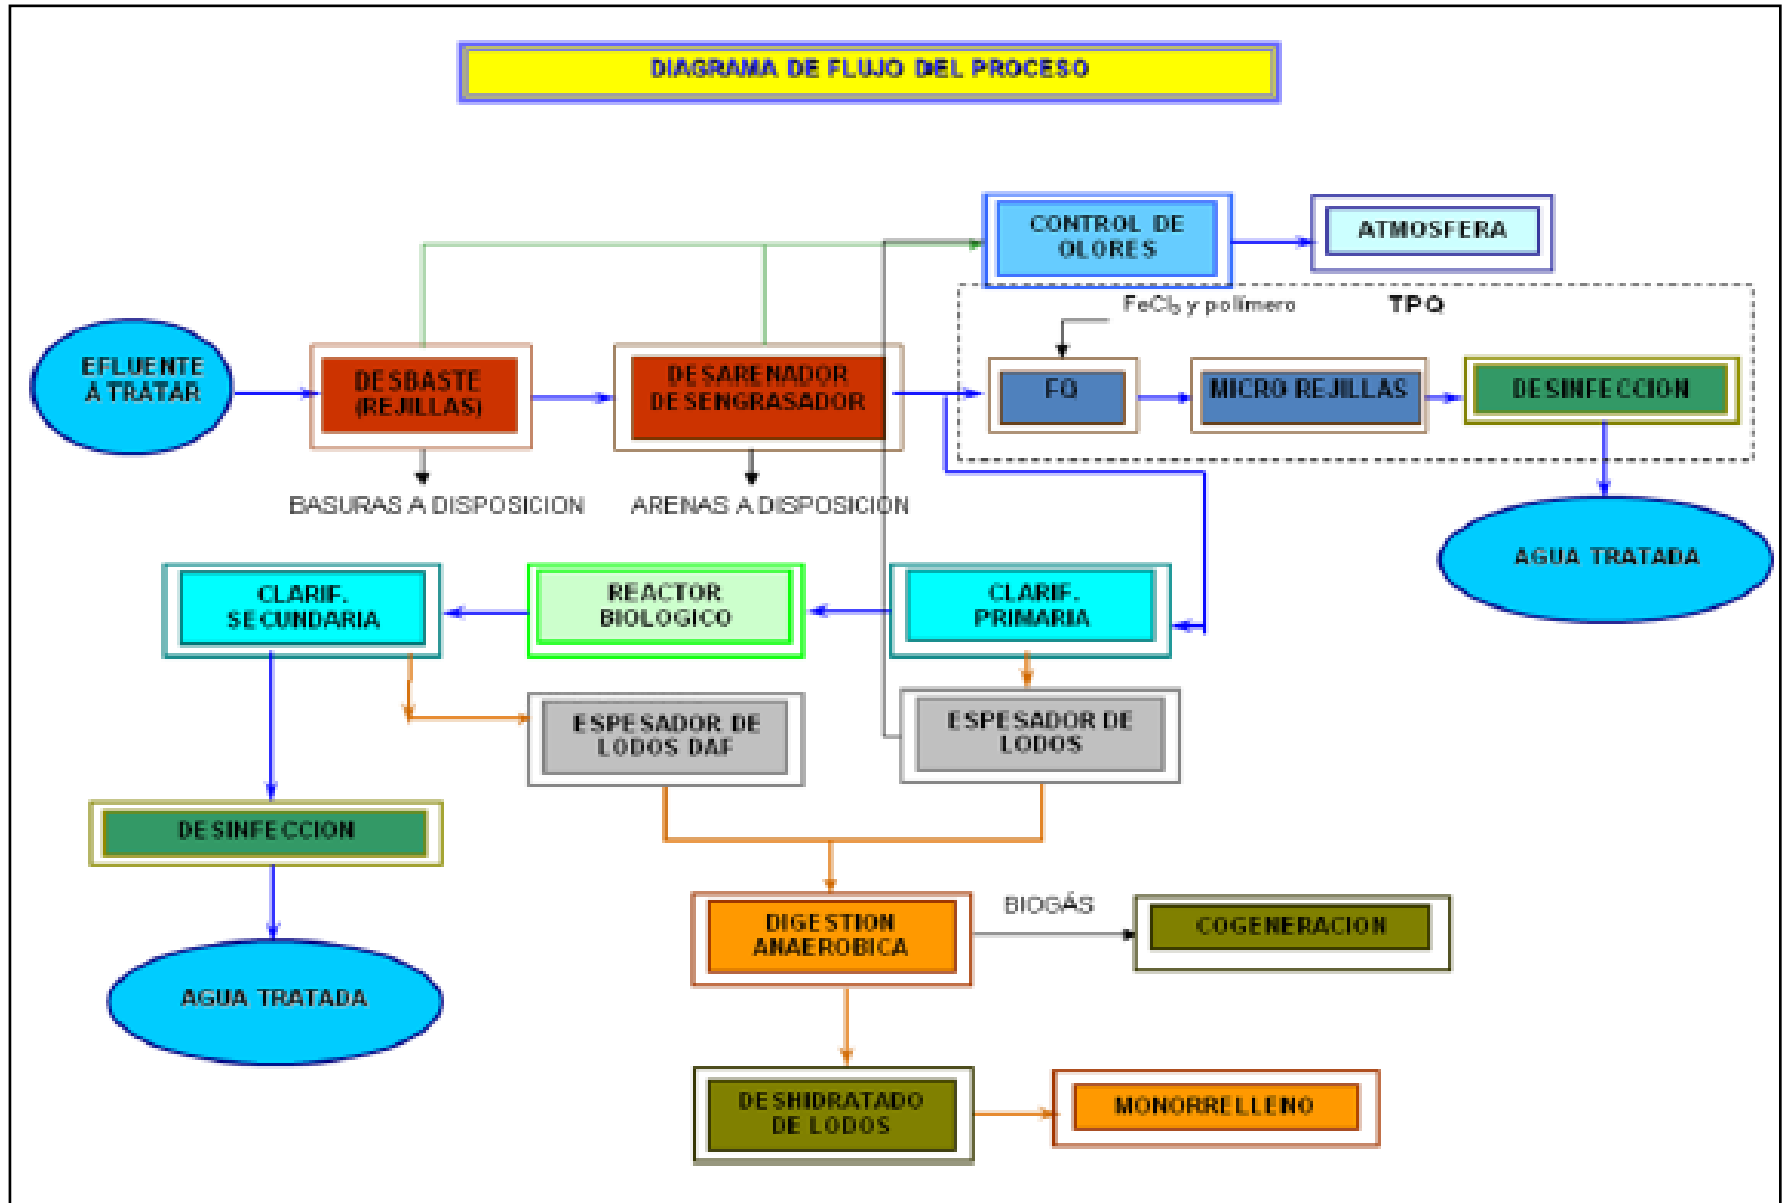 DIAGRAMA DE FLUJO DEL PROCESO
CONTROL DE
OLORES
ATMOSFERA
FeCl3 y polímero
TPQ
EFLUENTE
A TRATAR
DESBASTE
(REJILLAS)
DESARENADOR
DESENGRASADOR
FQ
MICRO REJILLAS
DESINFECCION
BASURAS A DISPOSICION
ARENAS A DISPOSICION
AGUA TRATADA
CLARIF.
SECUNDARIA
REACTOR
BIOLOGICO
CLARIF.
PRIMARIA
ESPESADOR DE
LODOS DAF
ESPESADOR DE
LODOS
DESINFECCION
DIGESTION
ANAEROBICA
BIOGÁS
COGENERACION
AGUA TRATADA
DESHIDRATADO
DE LODOS
MONORRELLENO